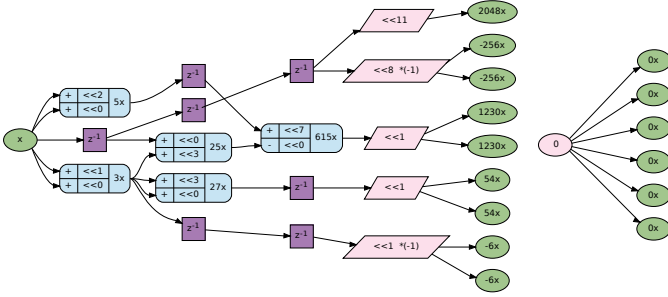 x
+ <<2 5x
+ <<0
z⁻¹
+ <<1 3x
+ <<0
z⁻¹
z⁻¹
+ <<0 25x
+ <<3
+ <<3 27x
+ <<0
z⁻¹
+ <<7 615x
- <<0
z⁻¹
z⁻¹
z⁻¹
<<11
<<8 *(-1)
<<1
<<1
<<1 *(-1)
2048x
-256x
-256x
1230x
1230x
54x
54x
-6x
-6x
0
0x
0x
0x
0x
0x
0x